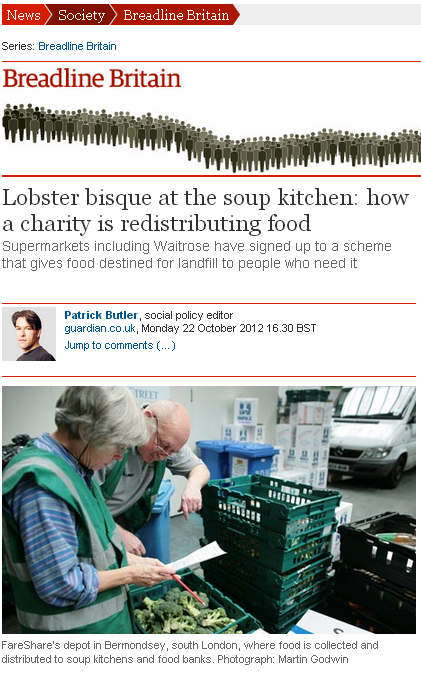 News Society Breadline Britain
Series: Breadline Britain
Breadline Britain
Lobster bisque at the soup kitchen: how
a charity is redistributing food
Supermarkets including Waitrose have signed up to a scheme
that gives food destined for landfill to people who need it
Patrick Butler, social policy editor
guardian.co.uk, Monday 22 October 2012 16.30 BST
Jump to comments (...)
STREET
FareShare's depot in Bermondsey, south London, where food is collected and
distributed to soup kitchens and food banks. Photograph: Martin Godwin